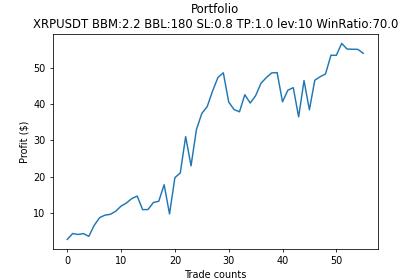 Portfolio
XRPUSDT BBM:2.2 BBL:180 SL:0.8 TP:1.0 lev:10 WinRatio:70.0
50
40
30
20
10
Profit ($)
0 10 20 30 40 50
Trade counts